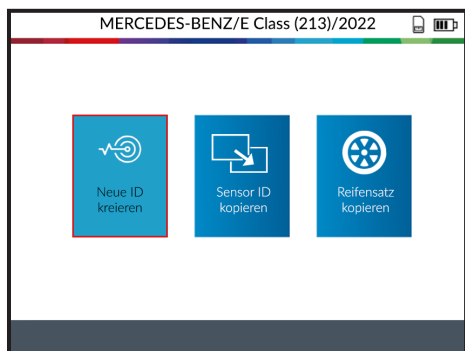 MERCEDES-BENZ/E Class (213)/2022
Neue ID
kreieren
Sensor ID
kopieren
Reifensatz
kopieren